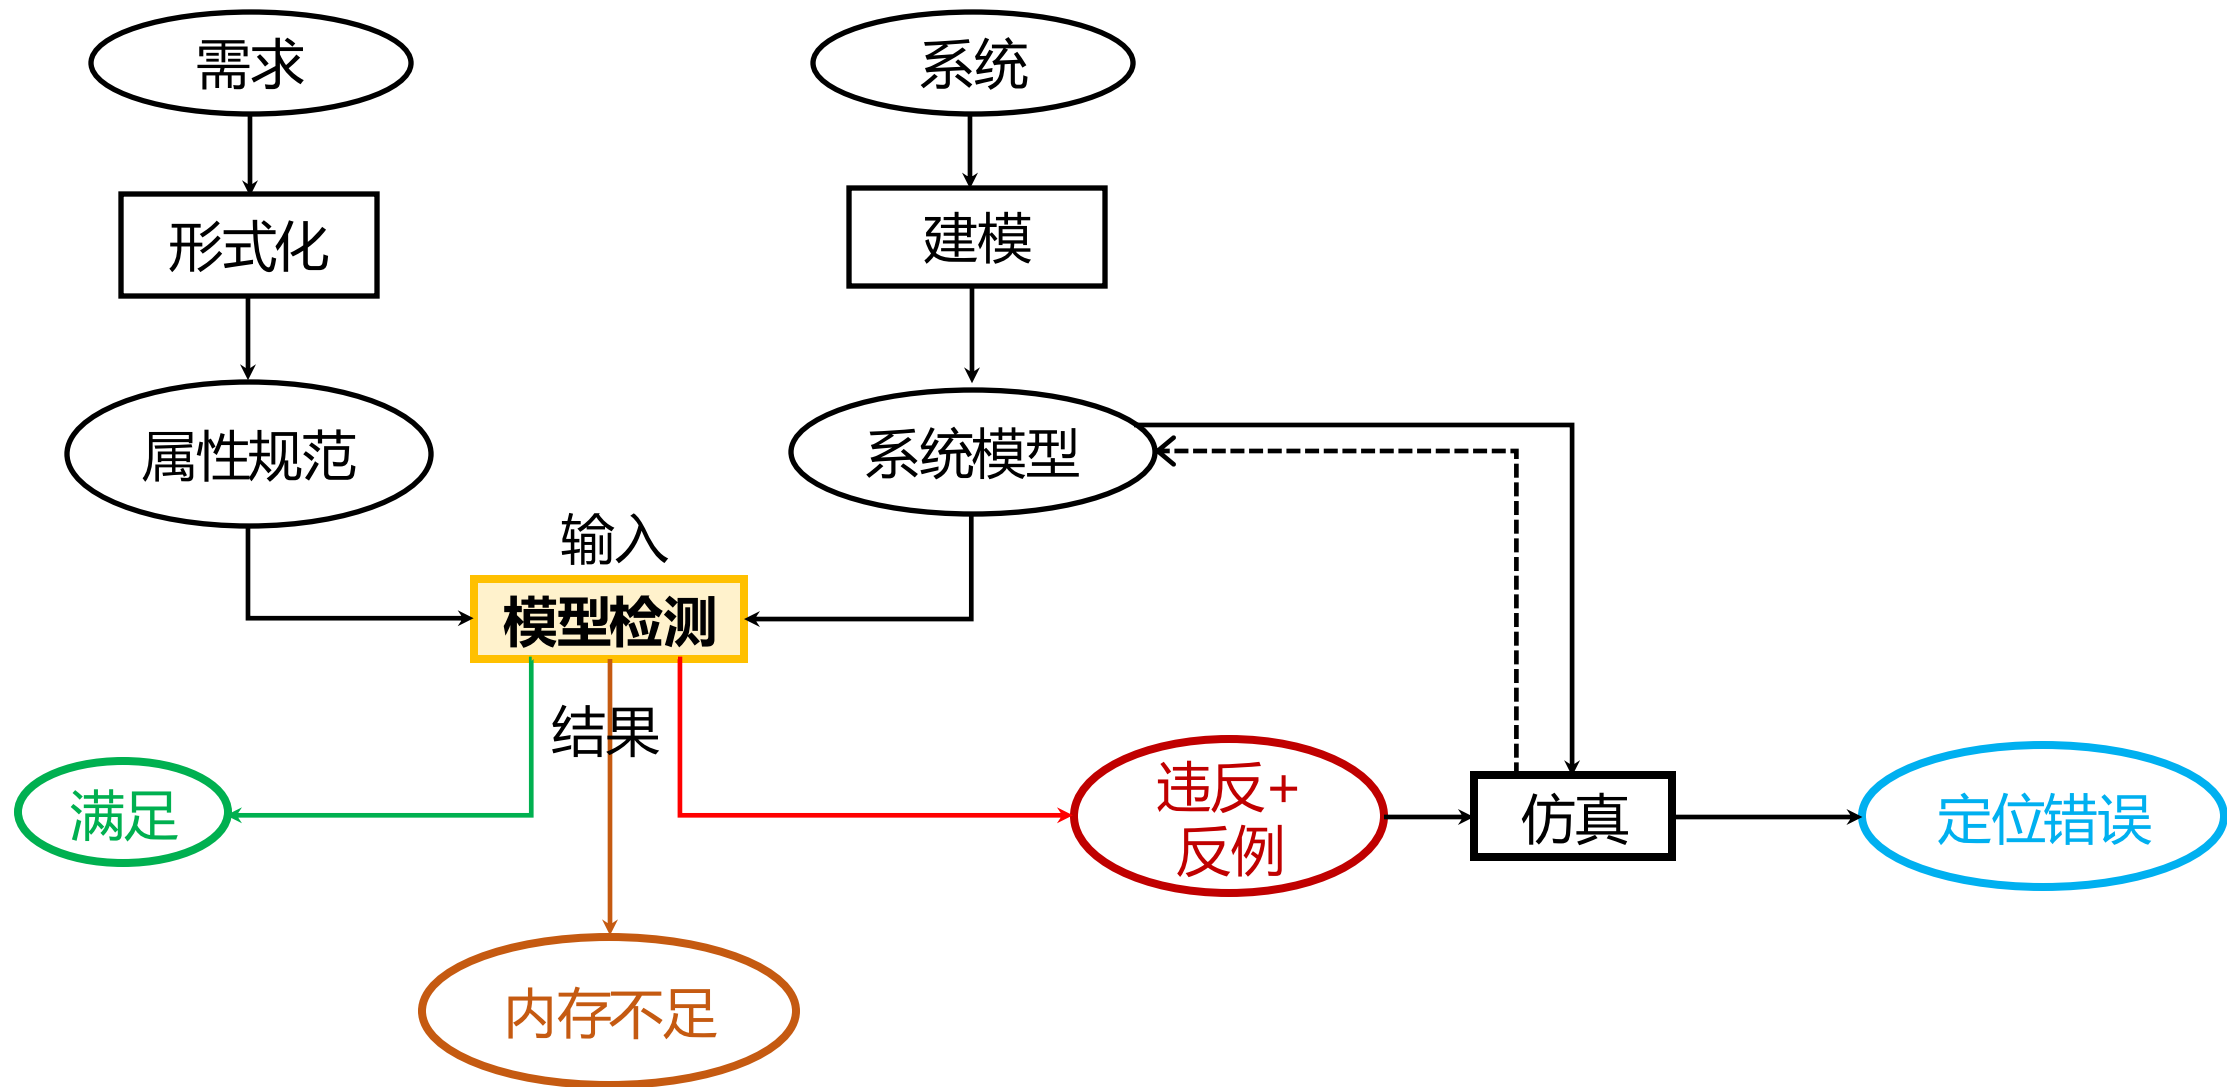 需求
系统
形式化
建模
属性规范
系统模型
输入
模型检测
结果
满足
违反+
反例
仿真
定位错误
内存不足